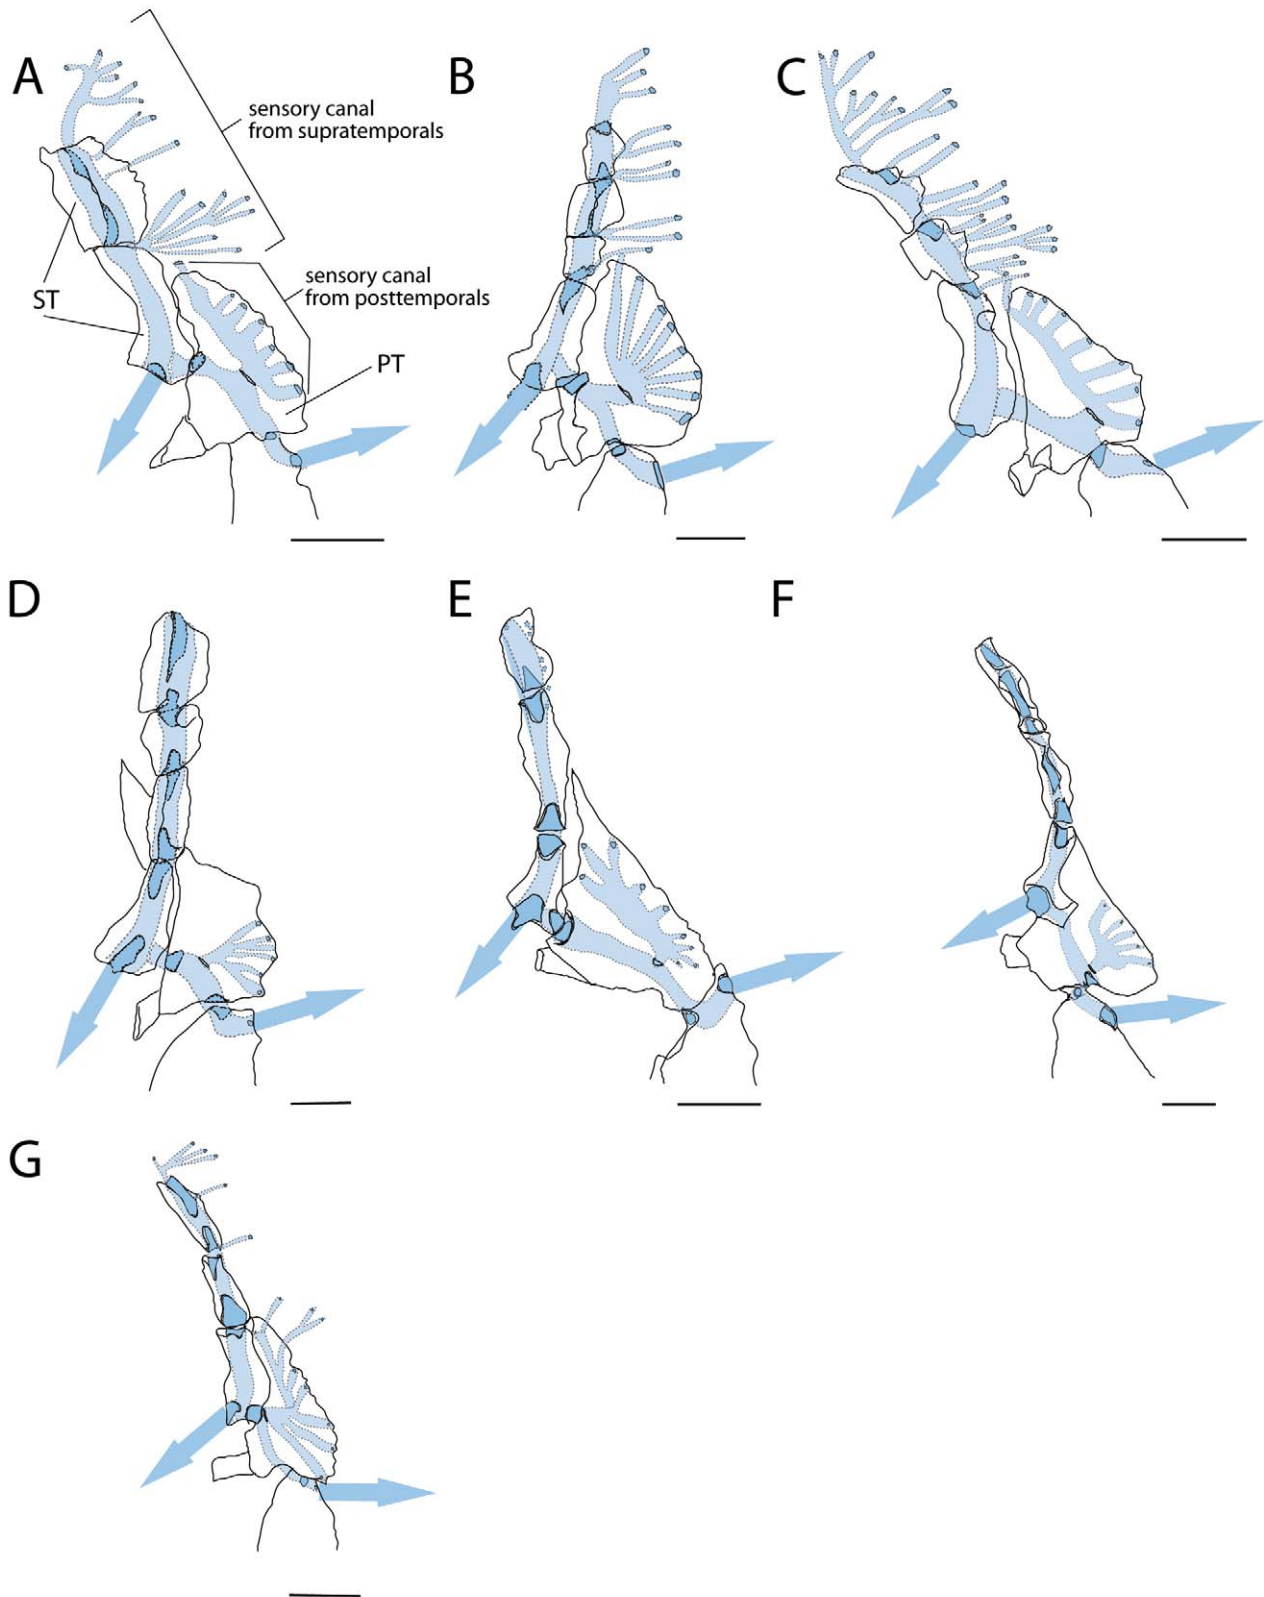 A
B
C
sensory canal
from supratemporals
sensory canal
from posttemporals
ST
PT
D
E
F
G